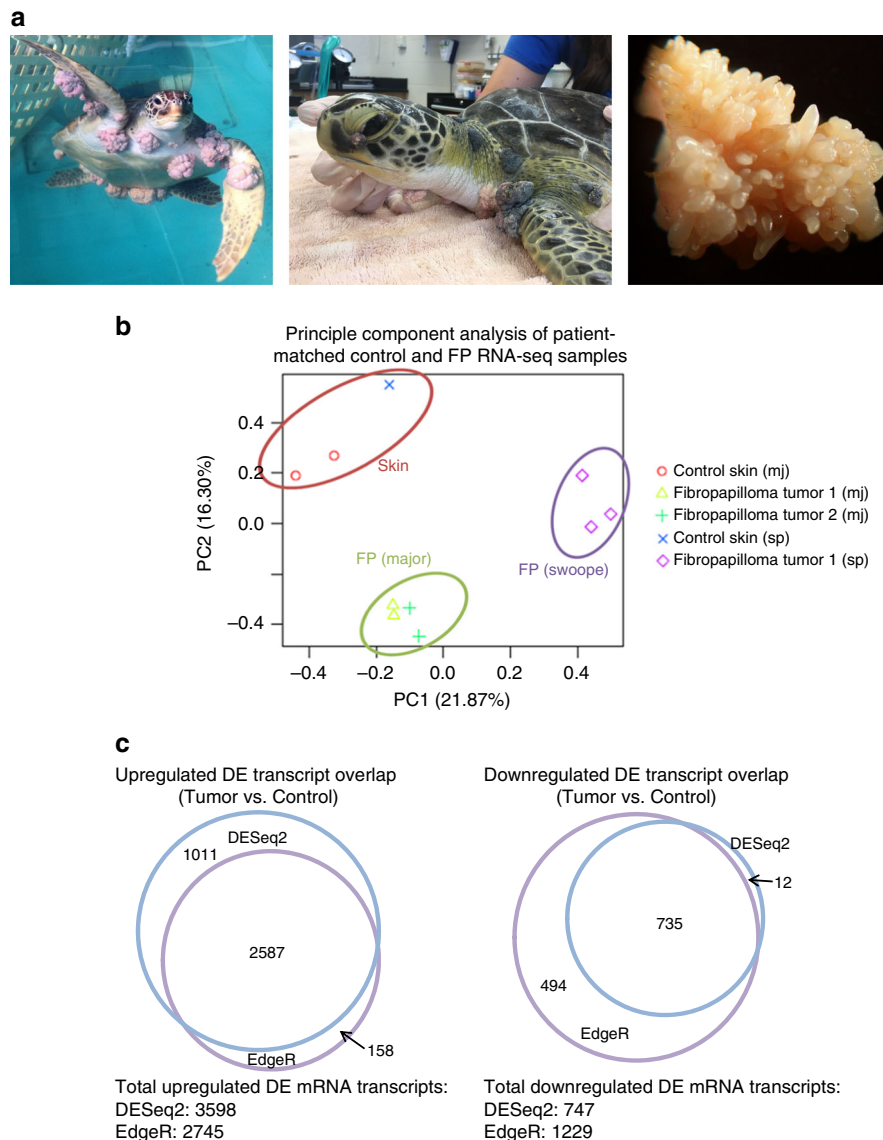 a
b
Principle component analysis of patient-
matched control and FP RNA-seq samples
0.4
0.2
0.0
–0.4
PC2 (16.30%)
Skin
FP (major)
FP (swoope)
–0.4
–0.2
0.0
0.2
0.4
PC1 (21.87%)
Control skin (mj)
Fibropapilloma tumor 1 (mj)
Fibropapilloma tumor 2 (mj)
Control skin (sp)
Fibropapilloma tumor 1 (sp)
c
Upregulated DE transcript overlap
(Tumor vs. Control)
DESeq2
1011
2587
EdgeR
158
Total upregulated DE mRNA transcripts:
DESeq2: 3598
EdgeR: 2745
Downregulated DE transcript overlap
(Tumor vs. Control)
DESeq2
12
735
494
EdgeR
Total downregulated DE mRNA transcripts:
DESeq2: 747
EdgeR: 1229